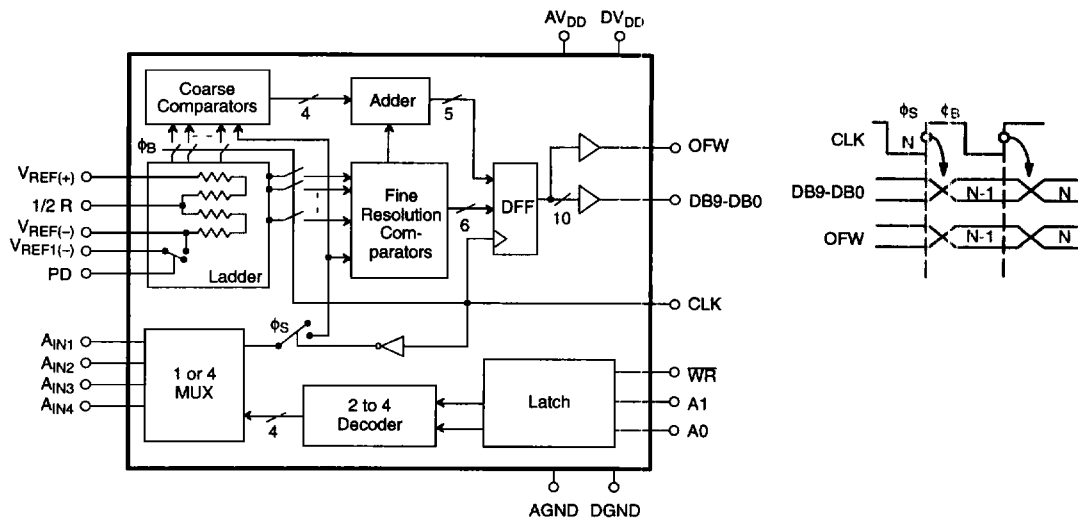 AVDD DVDD
Coarse
Comparators
4
Adder
5
ϕB
VREF(+)
1/2 R
VREF(–)
VREF1(–)
PD
Ladder
Fine
Resolution
Com-
parators
6
DFF
10
OFW
DB9-DB0
CLK
ϕS
AIN1
AIN2
AIN3
AIN4
1 or 4
MUX
4
2 to 4
Decoder
Latch
WR
A1
A0
AGND DGND
ϕS ϕB
CLK
N
DB9-DB0
N-1
N
OFW
N-1
N